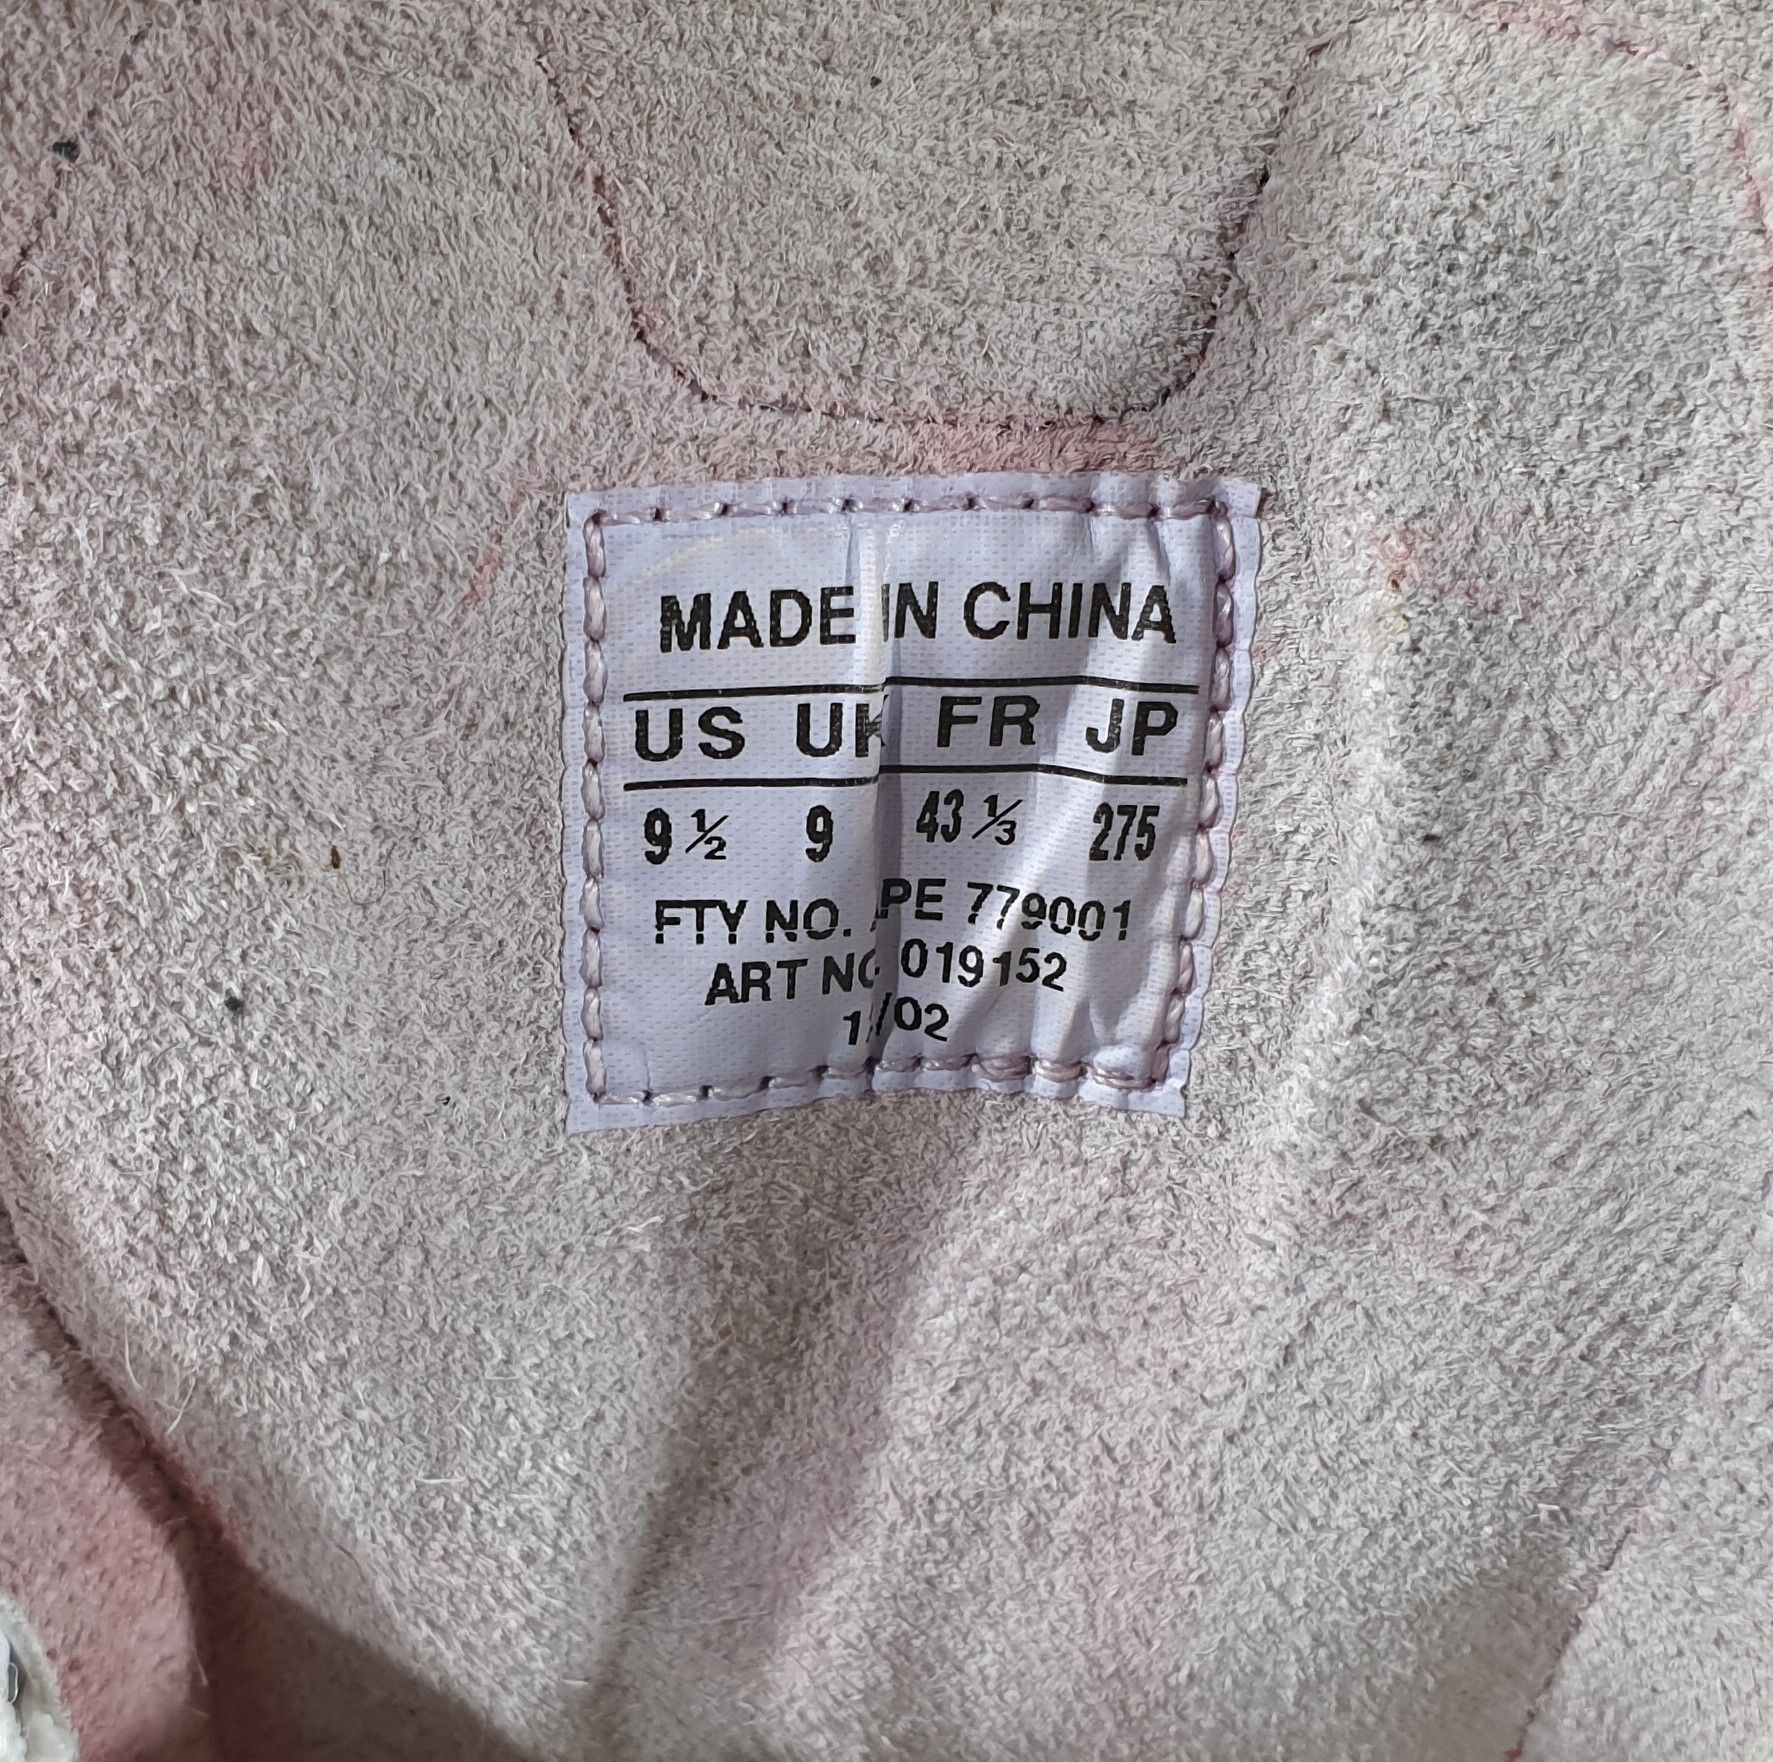 MADE IN CHINA
US UK FR JP
9 ½ 9 43 ⅓ 275
FTY NO. 779001
ART NO 019152